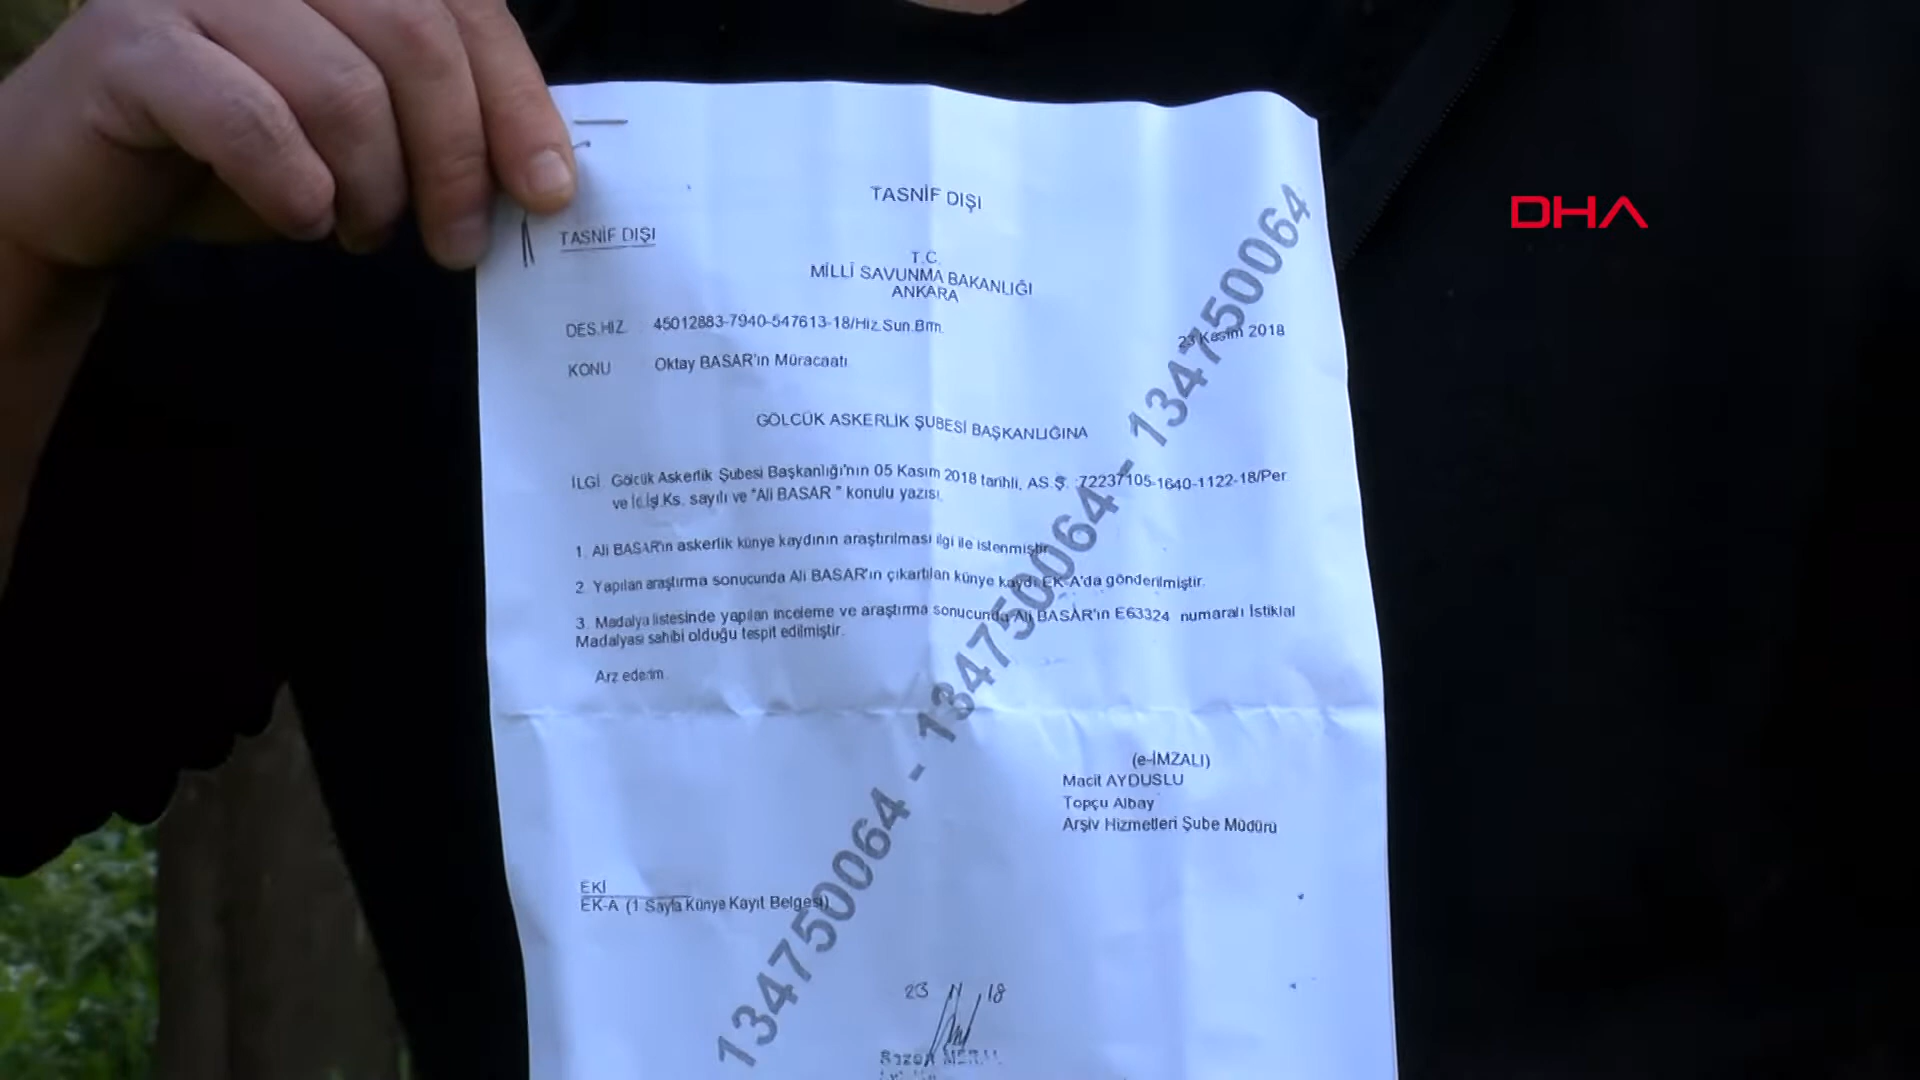 TASNİF DIŞI
DHA
TASNİF DIŞI
T.C.
MİLLÎ SAVUNMA BAKANLIĞI
ANKARA
DES.HİZ. 45012883-7940-547613-18/Hiz.Sun.Brm.
23 Kasım 2018
KONU Oktay BASAR'ın Müracaatı
GÖLCÜK ASKERLİK ŞUBESİ BAŞKANLIĞINA
İLGİ Gölcük Askerlik Şubesi Başkanlığı'nın 05 Kasım 2018 tarihli, AS.Ş. :72237105-1640-1122-18/Per
ve İc.İşl.Ks. sayılı ve "Ali BASAR " konulu yazısı.
1. Ali BASAR'ın askerlik künye kaydının araştırılması ilgi ile istenmiştir.
2. Yapılan araştırma sonucunda Ali BASAR'ın çıkartılan künye kaydı EK-A'da gönderilmiştir.
3. Madalya listesinde yapılan inceleme ve araştırma sonucunda Ali BASAR'ın E63324 numaralı İstiklal
Madalyası sahibi olduğu tespit edilmiştir.
Arz ederim.
(e-İMZALI)
Macit AYDUSLU
Topçu Albay
Arşiv Hizmetleri Şube Müdürü
EKİ
EK-A (1 Sayfa Künye Kayıt Belgesi)
134750064 - 134750064 - 134750064
23 11 18